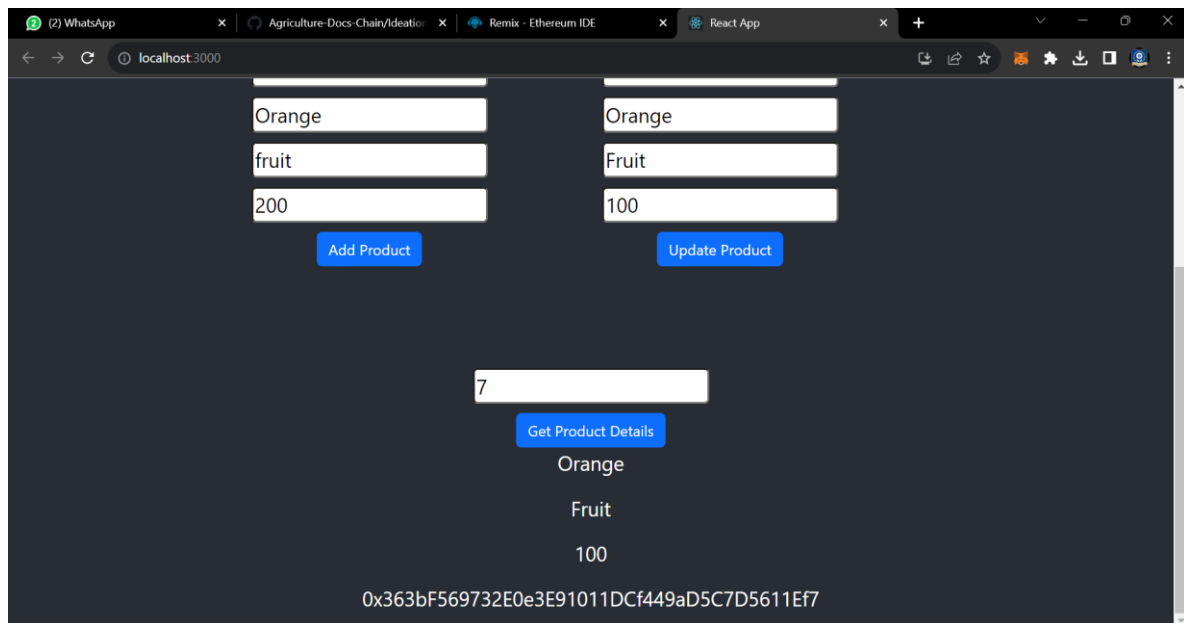 2 (2) WhatsApp
Agriculture-Docs-Chain/Ideation
Remix - Ethereum IDE
React App
localhost:3000
Orange
Orange
fruit
Fruit
200
100
Add Product
Update Product
7
Get Product Details
Orange
Fruit
100
0x363bF569732E0e3E91011DCf449aD5C7D5611Ef7